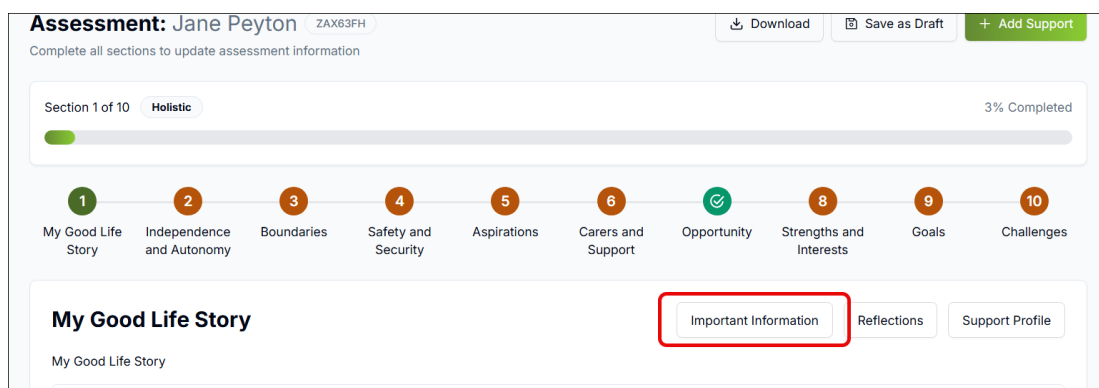 Assessment: Jane Peyton ZAX63FH
Download
Save as Draft
+ Add Support
Complete all sections to update assessment information
Section 1 of 10 Holistic
3% Completed
1
2
3
4
5
6
8
9
10
My Good Life
Story
Independence
and Autonomy
Boundaries
Safety and
Security
Aspirations
Carers and
Support
Opportunity
Strengths and
Interests
Goals
Challenges
My Good Life Story
Important Information
Reflections
Support Profile
My Good Life Story